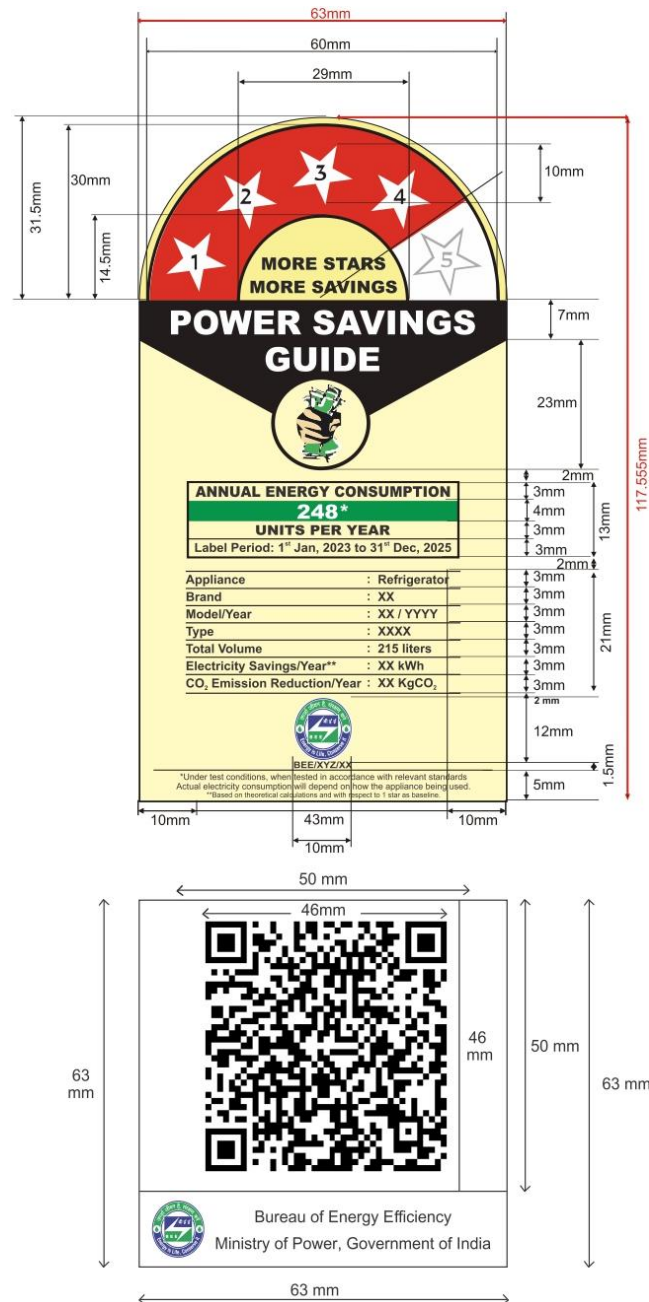 63mm
60mm
29mm
31.5mm
30mm
14.5mm
10mm
1
2
3
4
5
MORE STARS
MORE SAVINGS
POWER SAVINGS
GUIDE
7mm
23mm
117.555mm
2mm
ANNUAL ENERGY CONSUMPTION
248*
UNITS PER YEAR
Label Period: 1st Jan, 2023 to 31st Dec, 2025
3mm
4mm
3mm
3mm
13mm
2mm
Appliance : Refrigerator
Brand : XX
Model/Year : XX / YYYY
Type : XXXX
Total Volume : 215 liters
Electricity Savings/Year** : XX kWh
CO2 Emission Reduction/Year : XX KgCO2
3mm
3mm
3mm
3mm
3mm
3mm
3mm
21mm
2 mm
12mm
1.5mm
BEE/XYZ/XX
*Under test conditions, when tested in accordance with relevant standards
Actual electricity consumption will depend on how the appliance being used.
**Based on theoretical calculations and with respect to 1 star as baseline.
5mm
10mm
43mm
10mm
10mm
50 mm
46mm
46
mm
50 mm
63
mm
63 mm
Bureau of Energy Efficiency
Ministry of Power, Government of India
63 mm